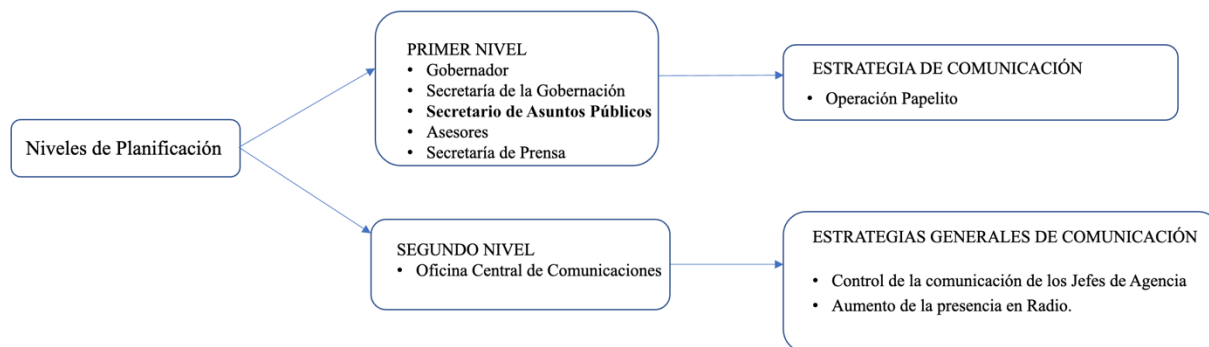 Niveles de Planificación
PRIMER NIVEL
• Gobernador
• Secretaría de la Gobernación
• Secretario de Asuntos Públicos
• Asesores
• Secretaría de Prensa
ESTRATEGIA DE COMUNICACIÓN
• Operación Papelito
SEGUNDO NIVEL
• Oficina Central de Comunicaciones
ESTRATEGIAS GENERALES DE COMUNICACIÓN
• Control de la comunicación de los Jefes de Agencia
• Aumento de la presencia en Radio.